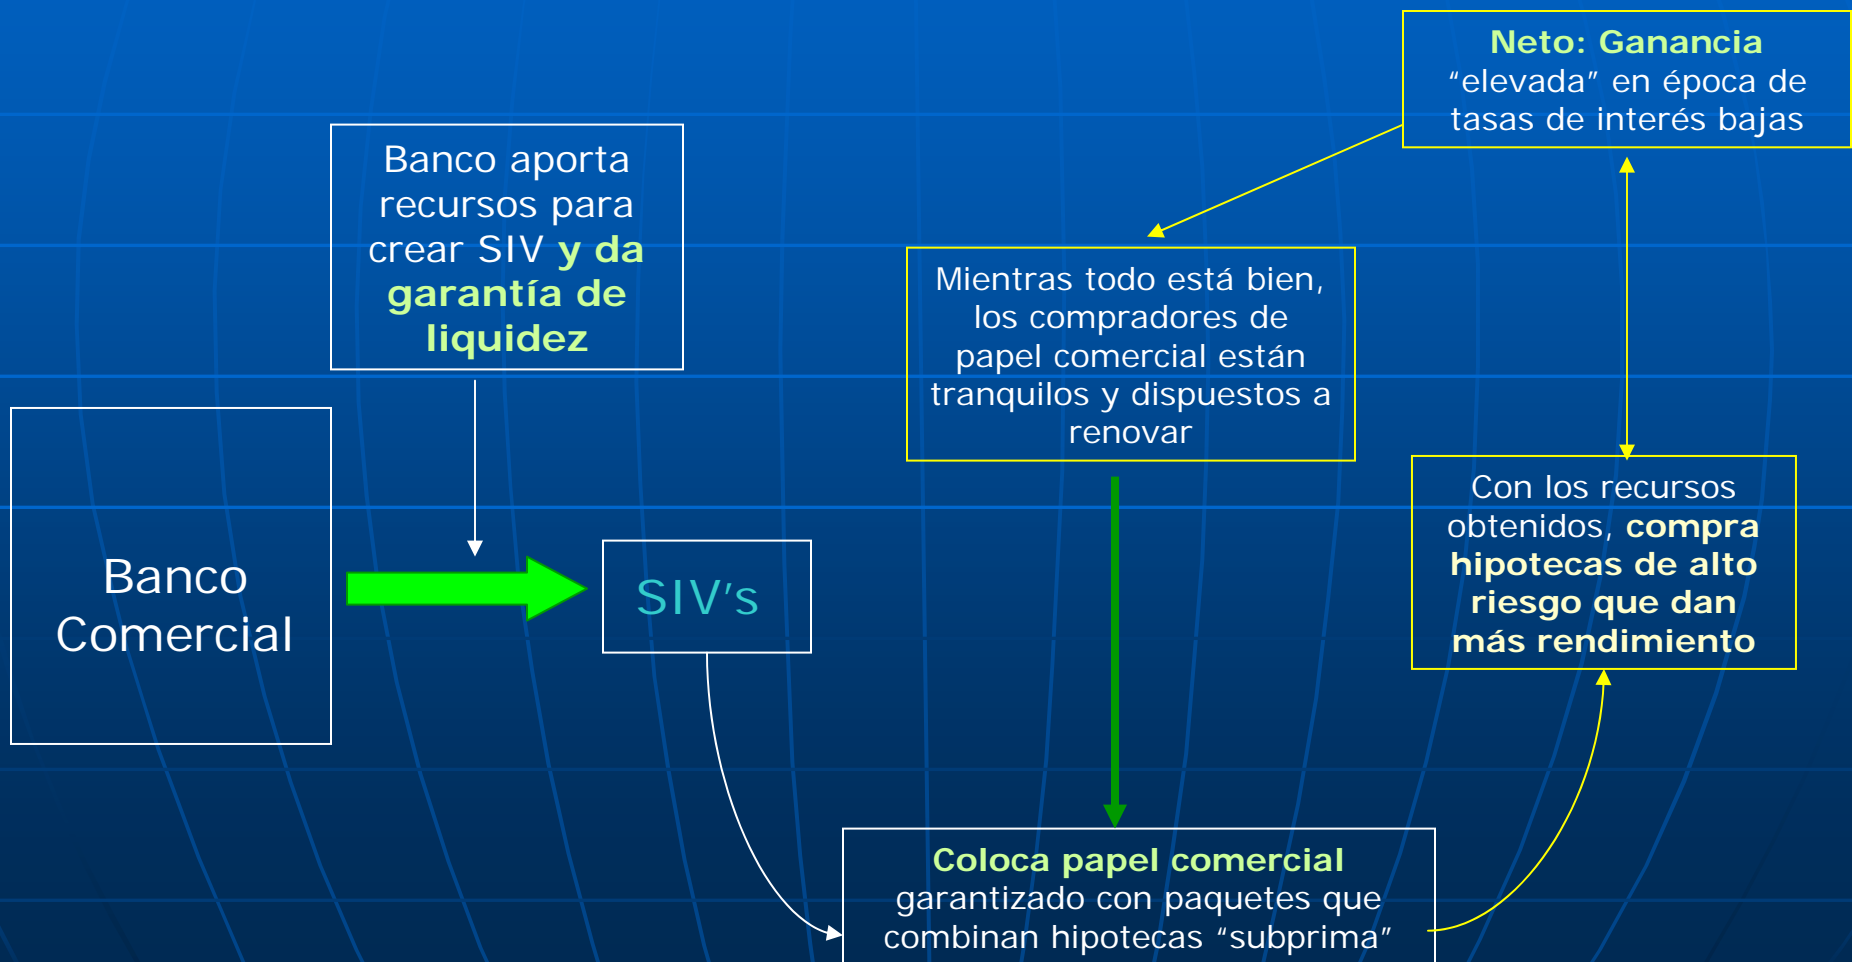 Neto: Ganancia
“elevada” en época de
tasas de interés bajas
Banco aporta
recursos para
crear SIV y da
garantía de
liquidez
Mientras todo está bien,
los compradores de
papel comercial están
tranquilos y dispuestos a
renovar
Con los recursos
obtenidos, compra
hipotecas de alto
riesgo que dan
más rendimiento
Banco
Comercial
SIV’s
Coloca papel comercial
garantizado con paquetes que
combinan hipotecas “subprima”